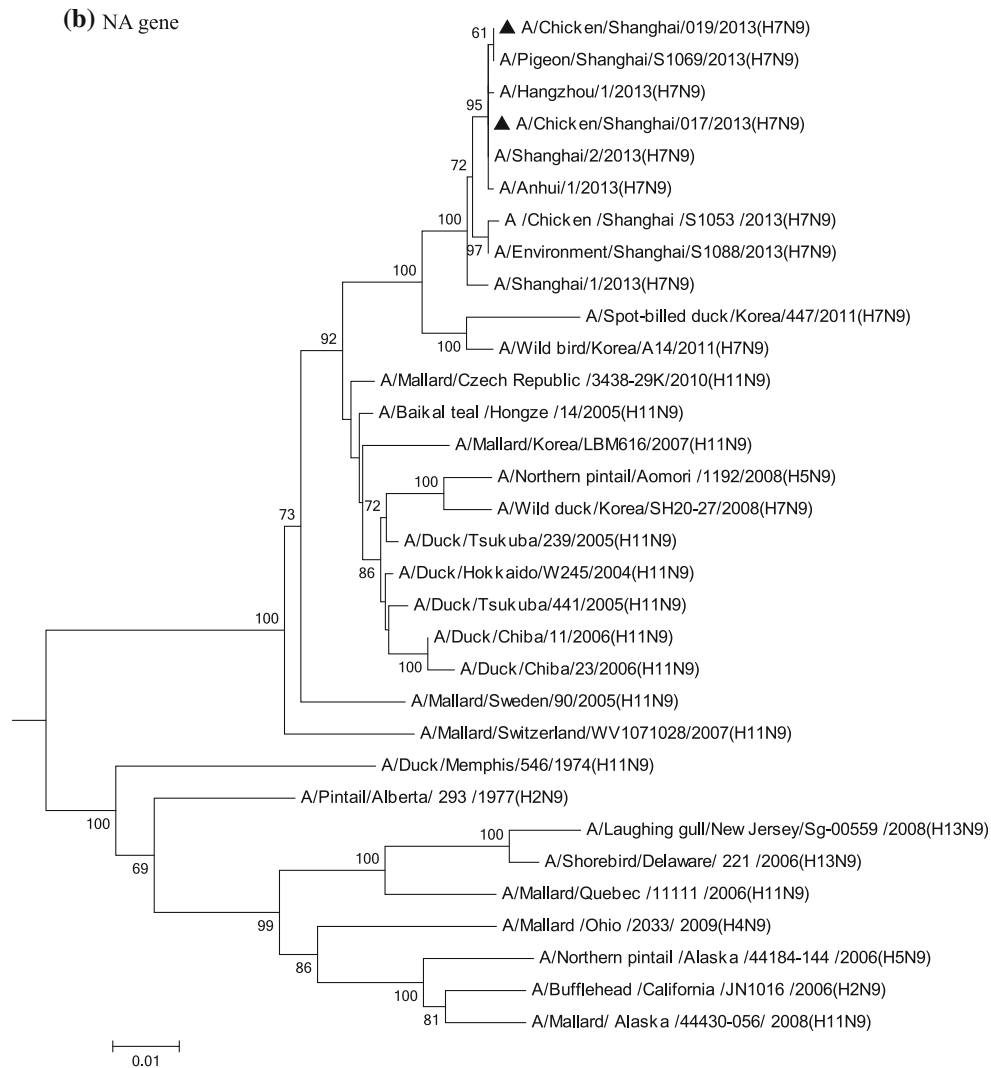 (b) NA gene
61
▲ A/Chicken/Shanghai/019/2013(H7N9)
A/Pigeon/Shanghai/S1069/2013(H7N9)
A/Hangzhou/1/2013(H7N9)
95
▲ A/Chicken/Shanghai/017/2013(H7N9)
A/Shanghai/2/2013(H7N9)
72
A/Anhui/1/2013(H7N9)
100
A /Chicken /Shanghai /S1053 /2013(H7N9)
97
A/Environment/Shanghai/S1088/2013(H7N9)
100
A/Shanghai/1/2013(H7N9)
A/Spot-billed duck/Korea/447/2011(H7N9)
92
100
A/Wild bird/Korea/A14/2011(H7N9)
A/Mallard/Czech Republic /3438-29K/2010(H11N9)
A/Baikal teal /Hongze /14/2005(H11N9)
A/Mallard/Korea/LBM616/2007(H11N9)
100
A/Northern pintail/Aomori /1192/2008(H5N9)
72
A/Wild duck/Korea/SH20-27/2008(H7N9)
73
A/Duck/Tsukuba/239/2005(H11N9)
86
A/Duck/Hokkaido/W245/2004(H11N9)
A/Duck/Tsukuba/441/2005(H11N9)
100
A/Duck/Chiba/11/2006(H11N9)
100
A/Duck/Chiba/23/2006(H11N9)
A/Mallard/Sweden/90/2005(H11N9)
A/Mallard/Switzerland/WV1071028/2007(H11N9)
A/Duck/Memphis/546/1974(H11N9)
100
A/Pintail/Alberta/ 293 /1977(H2N9)
100
A/Laughing gull/New Jersey/Sg-00559 /2008(H13N9)
69
100
A/Shorebird/Delaware/ 221 /2006(H13N9)
A/Mallard/Quebec /11111 /2006(H11N9)
99
A/Mallard /Ohio /2033/ 2009(H4N9)
86
A/Northern pintail /Alaska /44184-144 /2006(H5N9)
100
A/Bufflehead /California /JN1016 /2006(H2N9)
81
A/Mallard/ Alaska /44430-056/ 2008(H11N9)
0.01